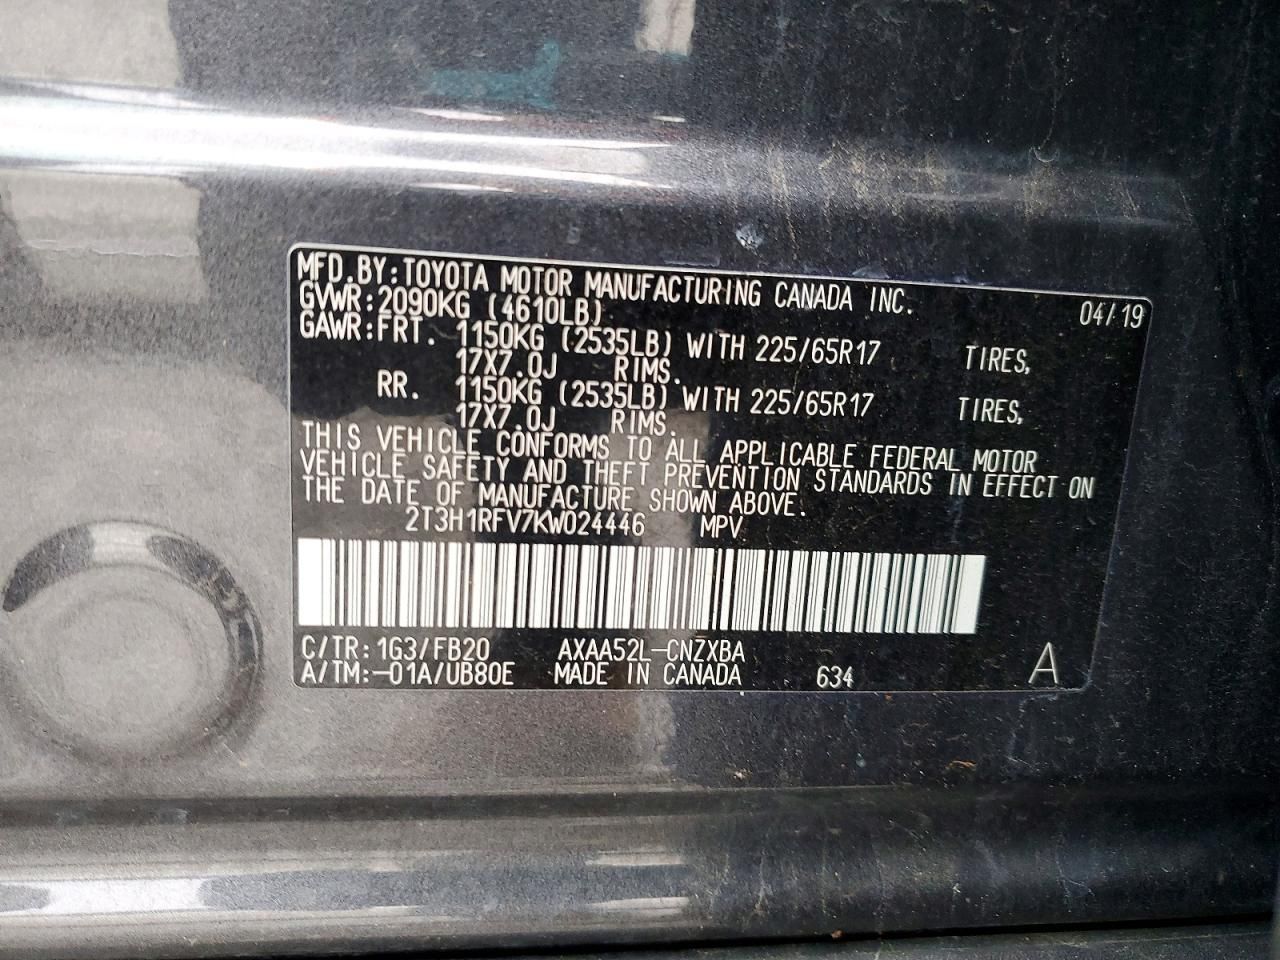 MFD.BY:TOYOTA MOTOR MANUFACTURING CANADA INC. 04/19
GVWR:2090KG (4610LB)
GAWR:FRT. 1150KG (2535LB) WITH 225/65R17 TIRES,
17X7.0J RIMS.
RR. 1150KG (2535LB) WITH 225/65R17 TIRES,
17X7.0J RIMS.
THIS VEHICLE CONFORMS TO ALL APPLICABLE FEDERAL MOTOR
VEHICLE SAFETY AND THEFT PREVENTION STANDARDS IN EFFECT ON
THE DATE OF MANUFACTURE SHOWN ABOVE.
2T3H1RFV7KW024446 MPV
C/TR:1G3/FB20 AXAA52L-CNZXBA
A/TM:-01A/UB80E MADE IN CANADA 634 A